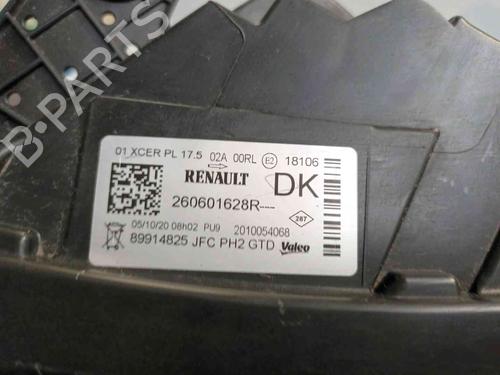 01 XCER PL 17.5 02A 00RL E2 18106
RENAULT DK
260601628R---
287
05/10/20 08h02 PU9 2010054068
89914825 JFC PH2 GTD Valeo
B-PARTS